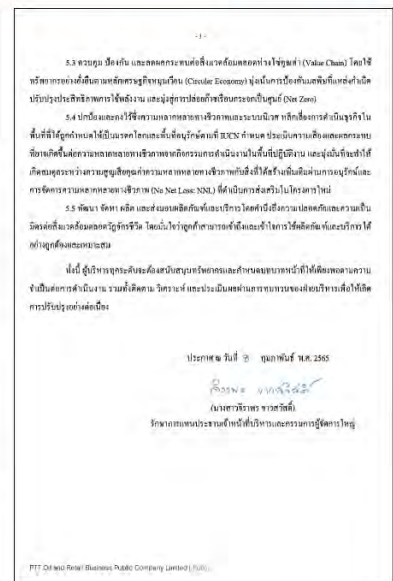 - 3 -
5.3 ควบคุม ป้องกัน และลดผลกระทบต่อสิ่งแวดล้อมตลอดห่วงโซ่คุณค่า (Value Chain) โดยใช้
ทรัพยากรอย่างยั่งยืนตามหลักเศรษฐกิจหมุนเวียน (Circular Economy) มุ่งเน้นการป้องกันมลพิษที่แหล่งกำเนิด
ปรับปรุงประสิทธิภาพการใช้พลังงาน และมุ่งสู่การปล่อยก๊าซเรือนกระจกเป็นศูนย์ (Net Zero)
5.4 ปกป้องและคงไว้ซึ่งความหลากหลายทางชีวภาพและระบบนิเวศ หลีกเลี่ยงการดำเนินธุรกิจใน
พื้นที่ที่ได้ถูกกำหนดให้เป็นมรดกโลกและพื้นที่อนุรักษ์ตามที่ IUCN กำหนด ประเมินความเสี่ยงและผลกระทบ
ที่อาจเกิดขึ้นต่อความหลากหลายทางชีวภาพจากกิจกรรมการดำเนินงานในพื้นที่ปฏิบัติงาน และมุ่งมั่นที่จะทำให้
เกิดสมดุลระหว่างความสูญเสียคุณค่าความหลากหลายทางชีวภาพกับสิ่งที่ได้สร้างเพิ่มเติมผ่านการอนุรักษ์และ
การจัดการความหลากหลายทางชีวภาพ (No Net Loss: NNL) ที่ดำเนินการส่งเสริมในโครงการใหม่
5.5 พัฒนา จัดหา ผลิต และส่งมอบผลิตภัณฑ์และบริการโดยคำนึงถึงความปลอดภัยและความเป็น
มิตรต่อสิ่งแวดล้อมตลอดวัฏจักรชีวิต โดยมั่นใจว่าลูกค้าสามารถเข้าถึงและเข้าใจการใช้ผลิตภัณฑ์และบริการได้
อย่างถูกต้องและเหมาะสม
ทั้งนี้ ผู้บริหารทุกระดับจะต้องสนับสนุนทรัพยากรและกำหนดบทบาทหน้าที่ให้เพียงพอตามความ
จำเป็นต่อการดำเนินงาน รวมทั้งติดตาม วิเคราะห์ และประเมินผลผ่านการทบทวนของฝ่ายบริหารเพื่อให้เกิด
การปรับปรุงอย่างต่อเนื่อง
ประกาศ ณ วันที่ 8 กุมภาพันธ์ พ.ศ. 2565
(นางสาวจิราพร ขาวสวัสดิ์)
รักษาการแทนประธานเจ้าหน้าที่บริหารและกรรมการผู้จัดการใหญ่
PTT Oil and Retail Business Public Company Limited